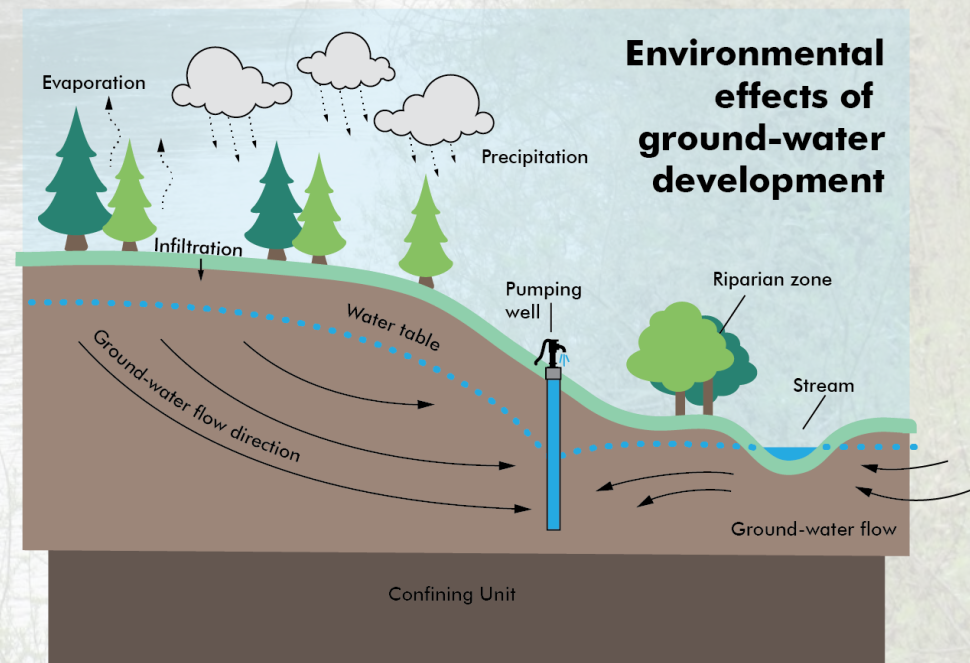 Environmental
effects of
ground-water
development
Evaporation
Precipitation
Infiltration
Water table
Pumping
well
Riparian zone
Stream
Ground-water flow direction
Ground-water flow
Confining Unit